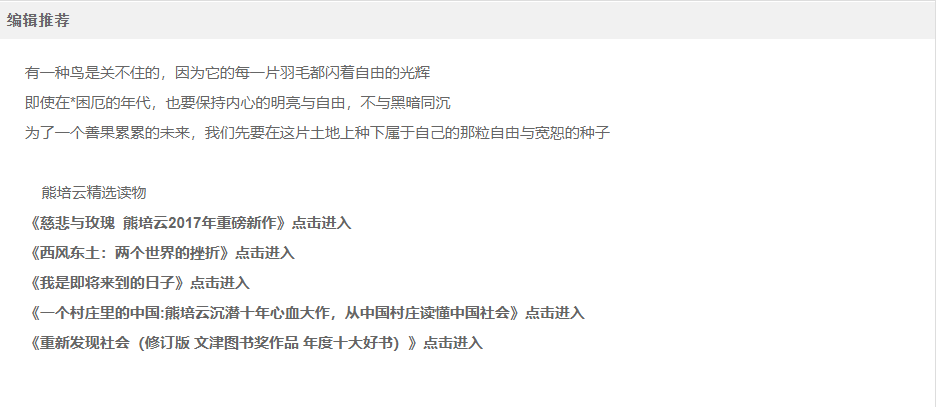 编辑推荐
有一种鸟是关不住的，因为它的每一片羽毛都闪着自由的光辉
即使在*困厄的年代，也要保持内心的明亮与自由，不与黑暗同沉
为了一个善果累累的未来，我们先要在这片土地上种下属于自己的那粒自由与宽恕的种子
熊培云精选读物
《慈悲与玫瑰 熊培云2017年重磅新作》点击进入
《西风东土：两个世界的挫折》点击进入
《我是即将来到的日子》点击进入
《一个村庄里的中国:熊培云沉潜十年心血大作，从中国村庄读懂中国社会》点击进入
《重新发现社会（修订版 文津图书奖作品 年度十大好书）》点击进入